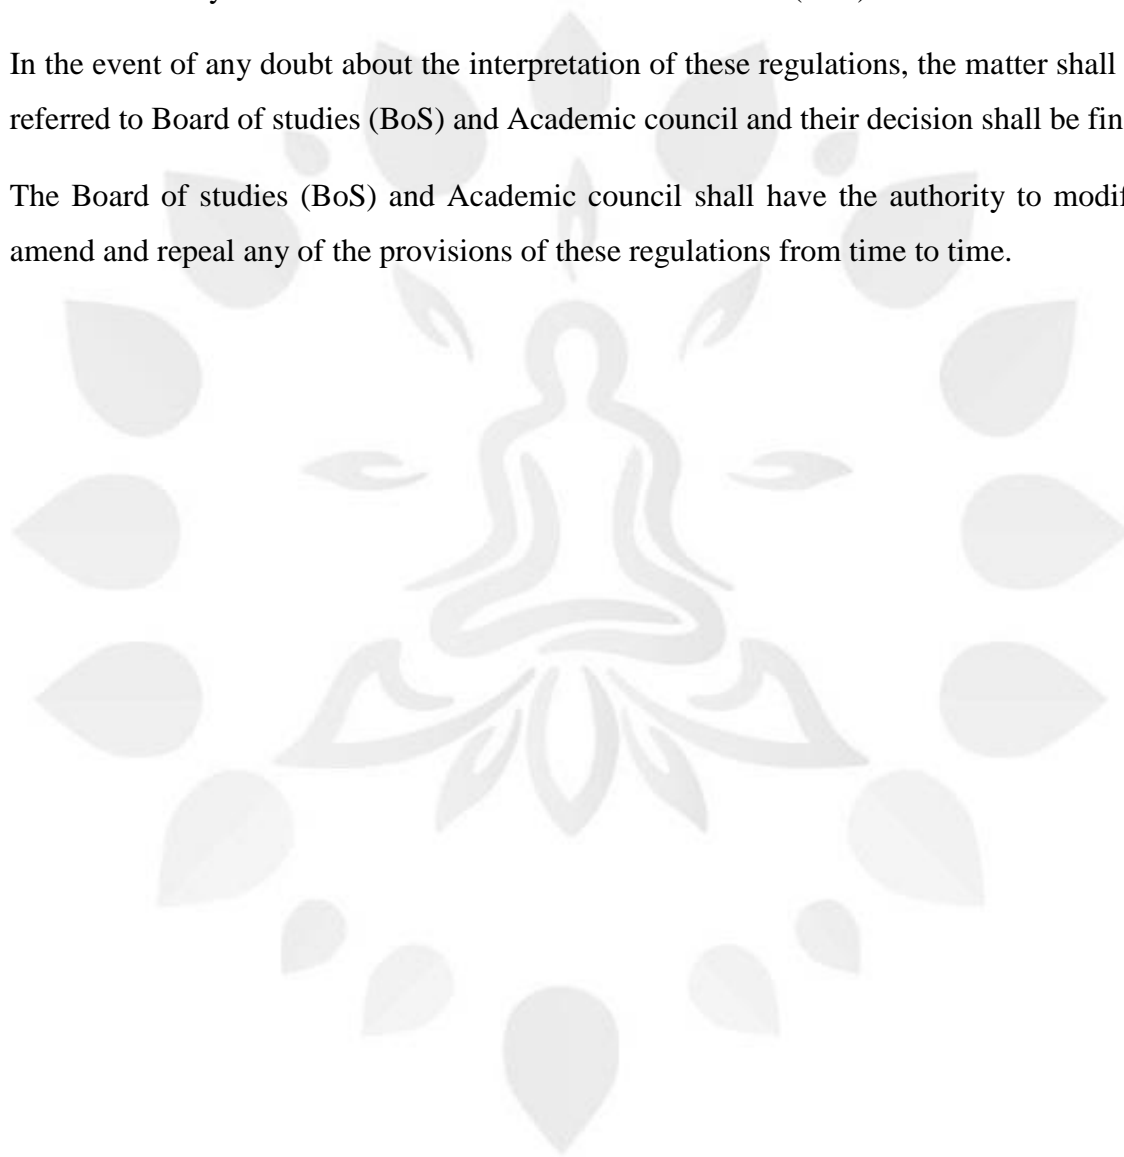 In the event of any doubt about the interpretation of these regulations, the matter shall
referred to Board of studies (BoS) and Academic council and their decision shall be fin
The Board of studies (BoS) and Academic council shall have the authority to modif
amend and repeal any of the provisions of these regulations from time to time.